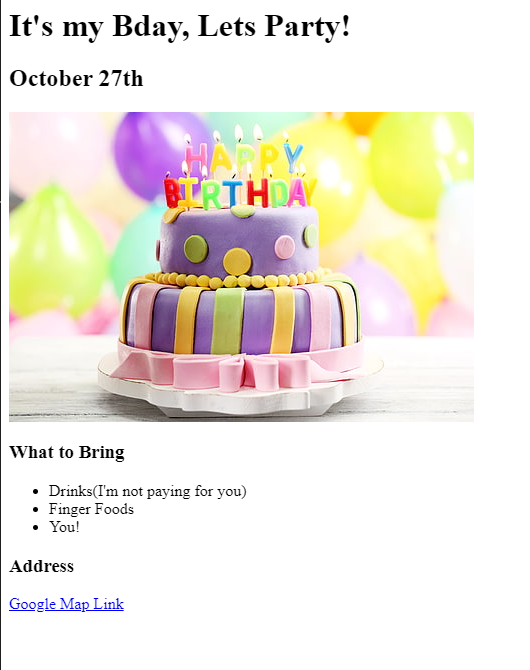 It's my Bday, Lets Party!
October 27th
HAPPY
BIRTHDAY
What to Bring
Drinks(I'm not paying for you)
Finger Foods
You!
Address
Google Map Link